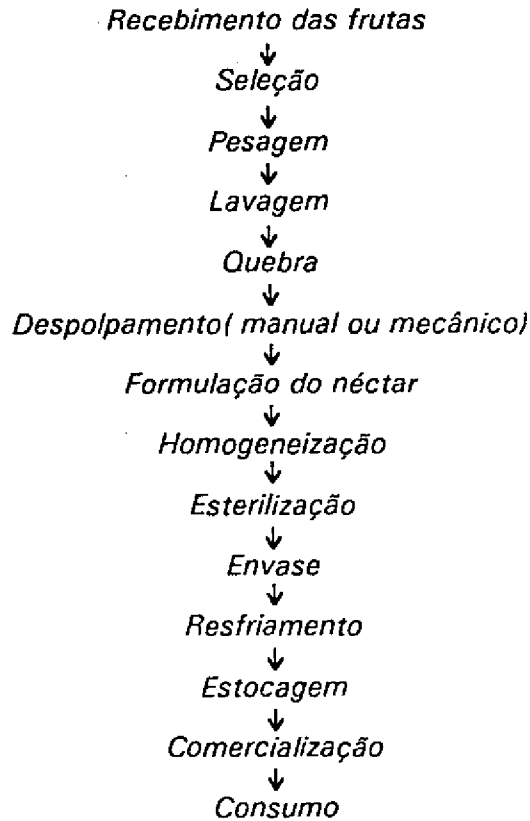 Recebimento das frutas
Seleção
Pesagem
Lavagem
Quebra
Despolpamento( manual ou mecânico)
Formulação do néctar
Homogeneização
Esterilização
Envase
Resfriamento
Estocagem
Comercialização
Consumo